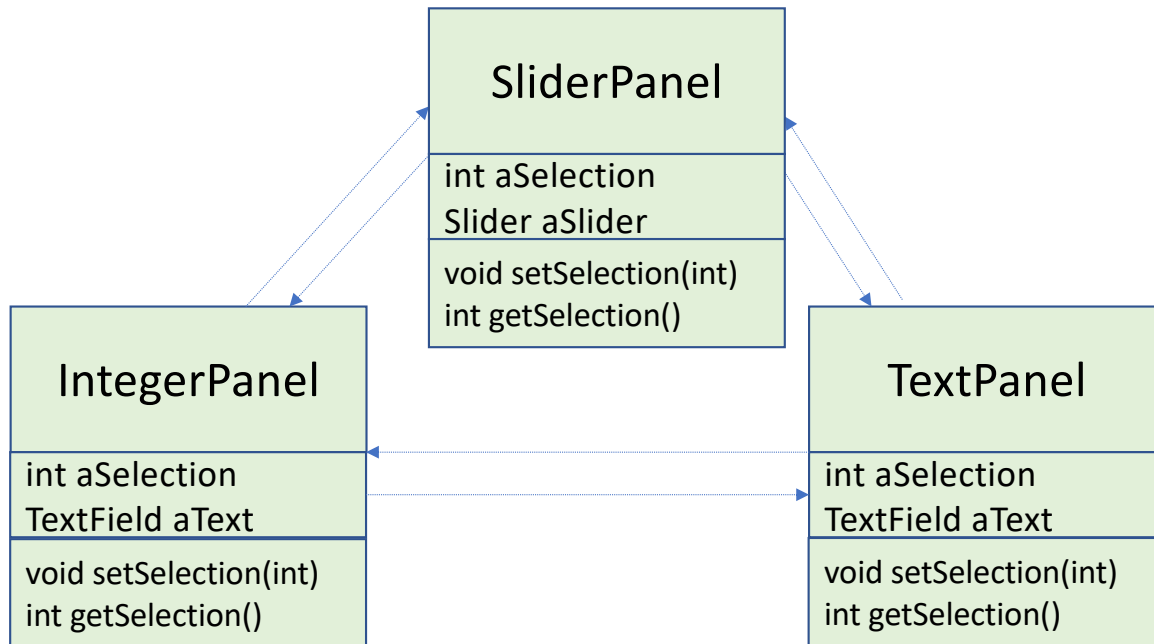 SliderPanel
int aSelection
Slider aSlider
void setSelection(int)
int getSelection()
IntegerPanel
int aSelection
TextField aText
void setSelection(int)
int getSelection()
TextPanel
int aSelection
TextField aText
void setSelection(int)
int getSelection()